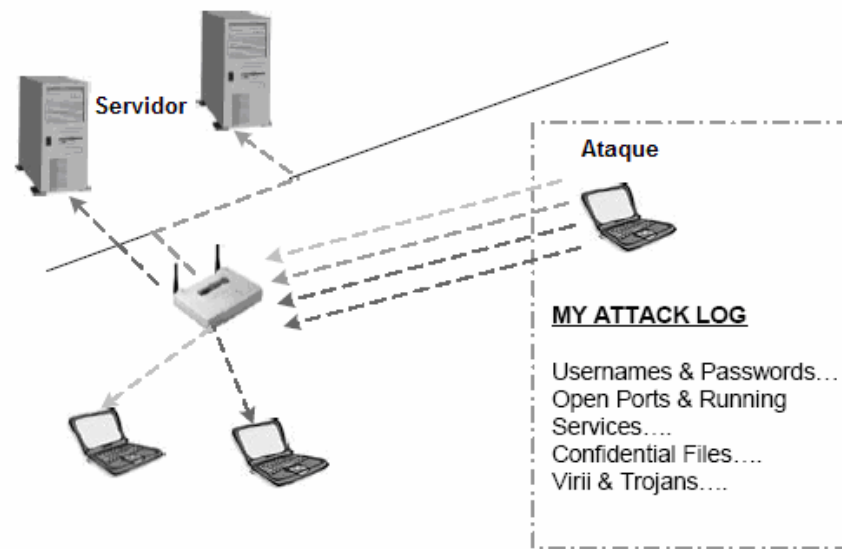 Servidor
Ataque
MY ATTACK LOG
Usernames & Passwords…
Open Ports & Running
Services….
Confidential Files….
Virii & Trojans….